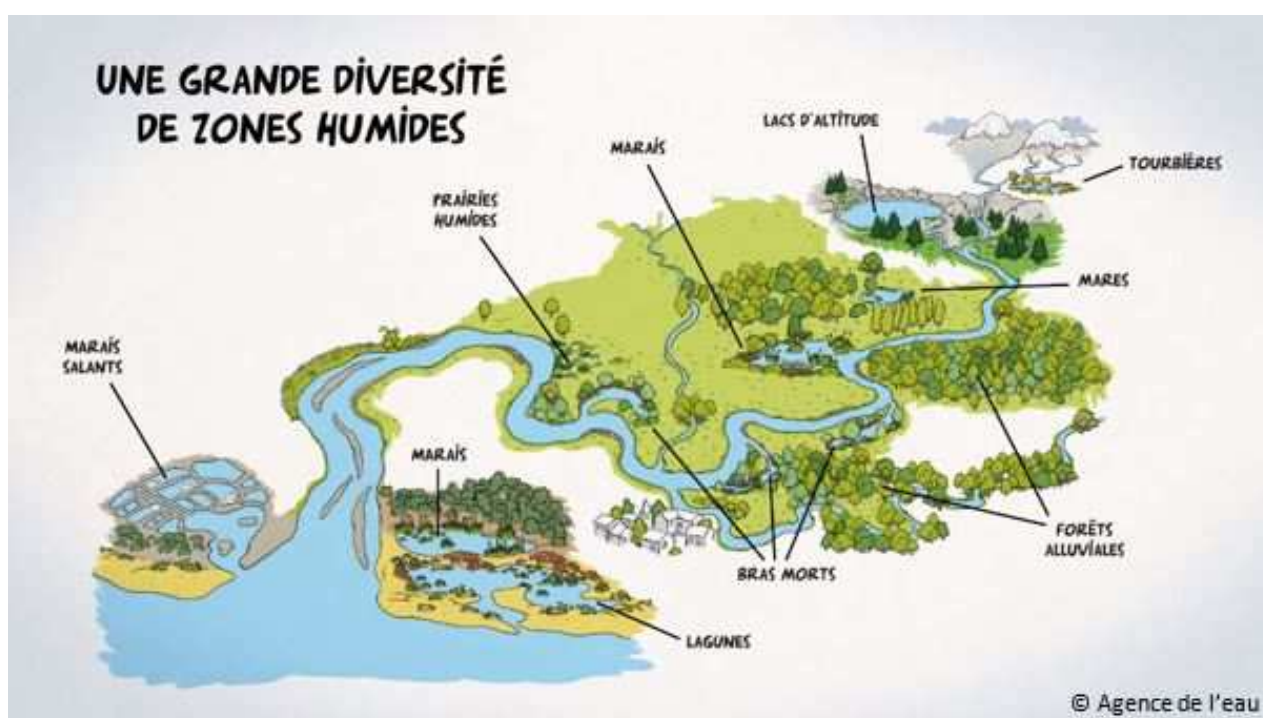 UNE GRANDE DIVERSITÉ
DE ZONES HUMIDES
LACS D'ALTITUDE
TOURBIÈRES
MARAIS
PRAIRIES
HUMIDES
MARES
MARAIS
SALANTS
MARAIS
FORÊTS
ALLUVIALES
BRAS MORTS
LAGUNES
© Agence de l'eau